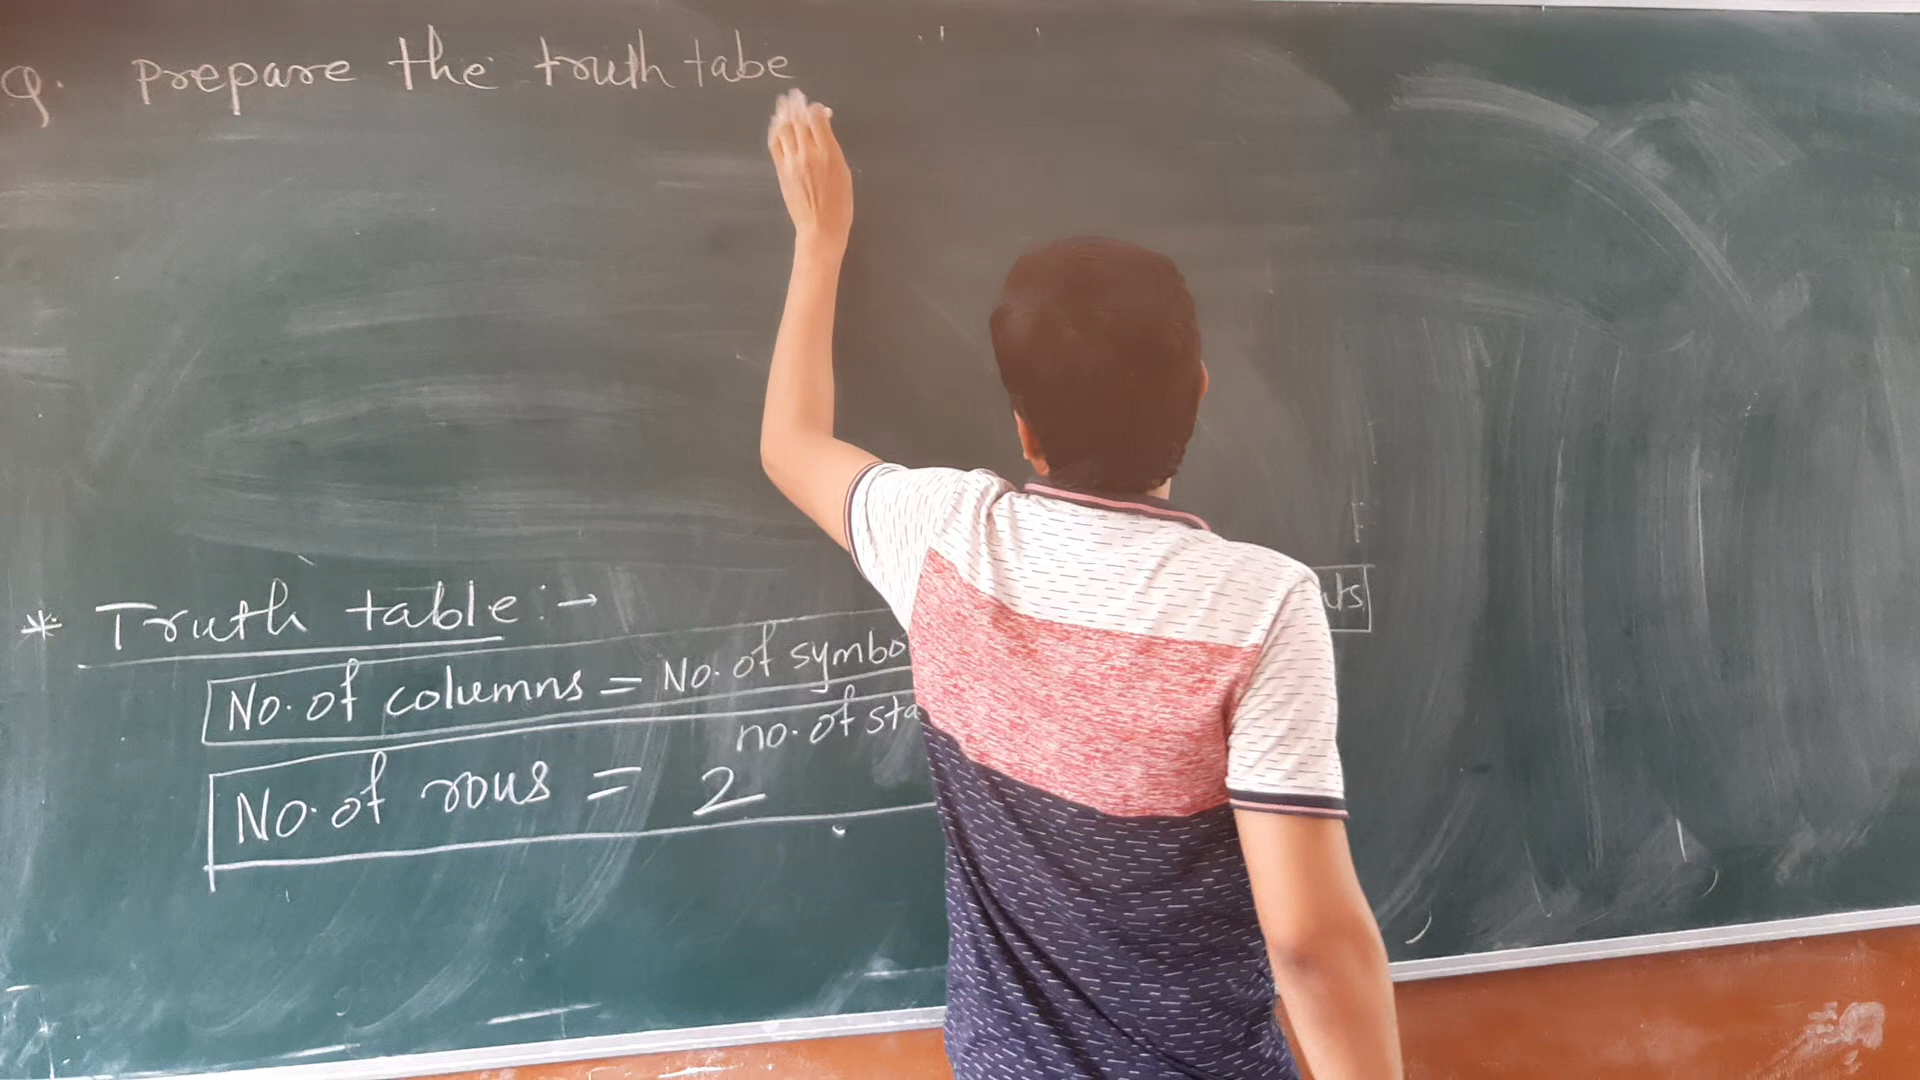 Q. Prepare the truth tabe
* Truth table :→
No. of columns = No. of symbo
no. of sta
No. of rows = 2